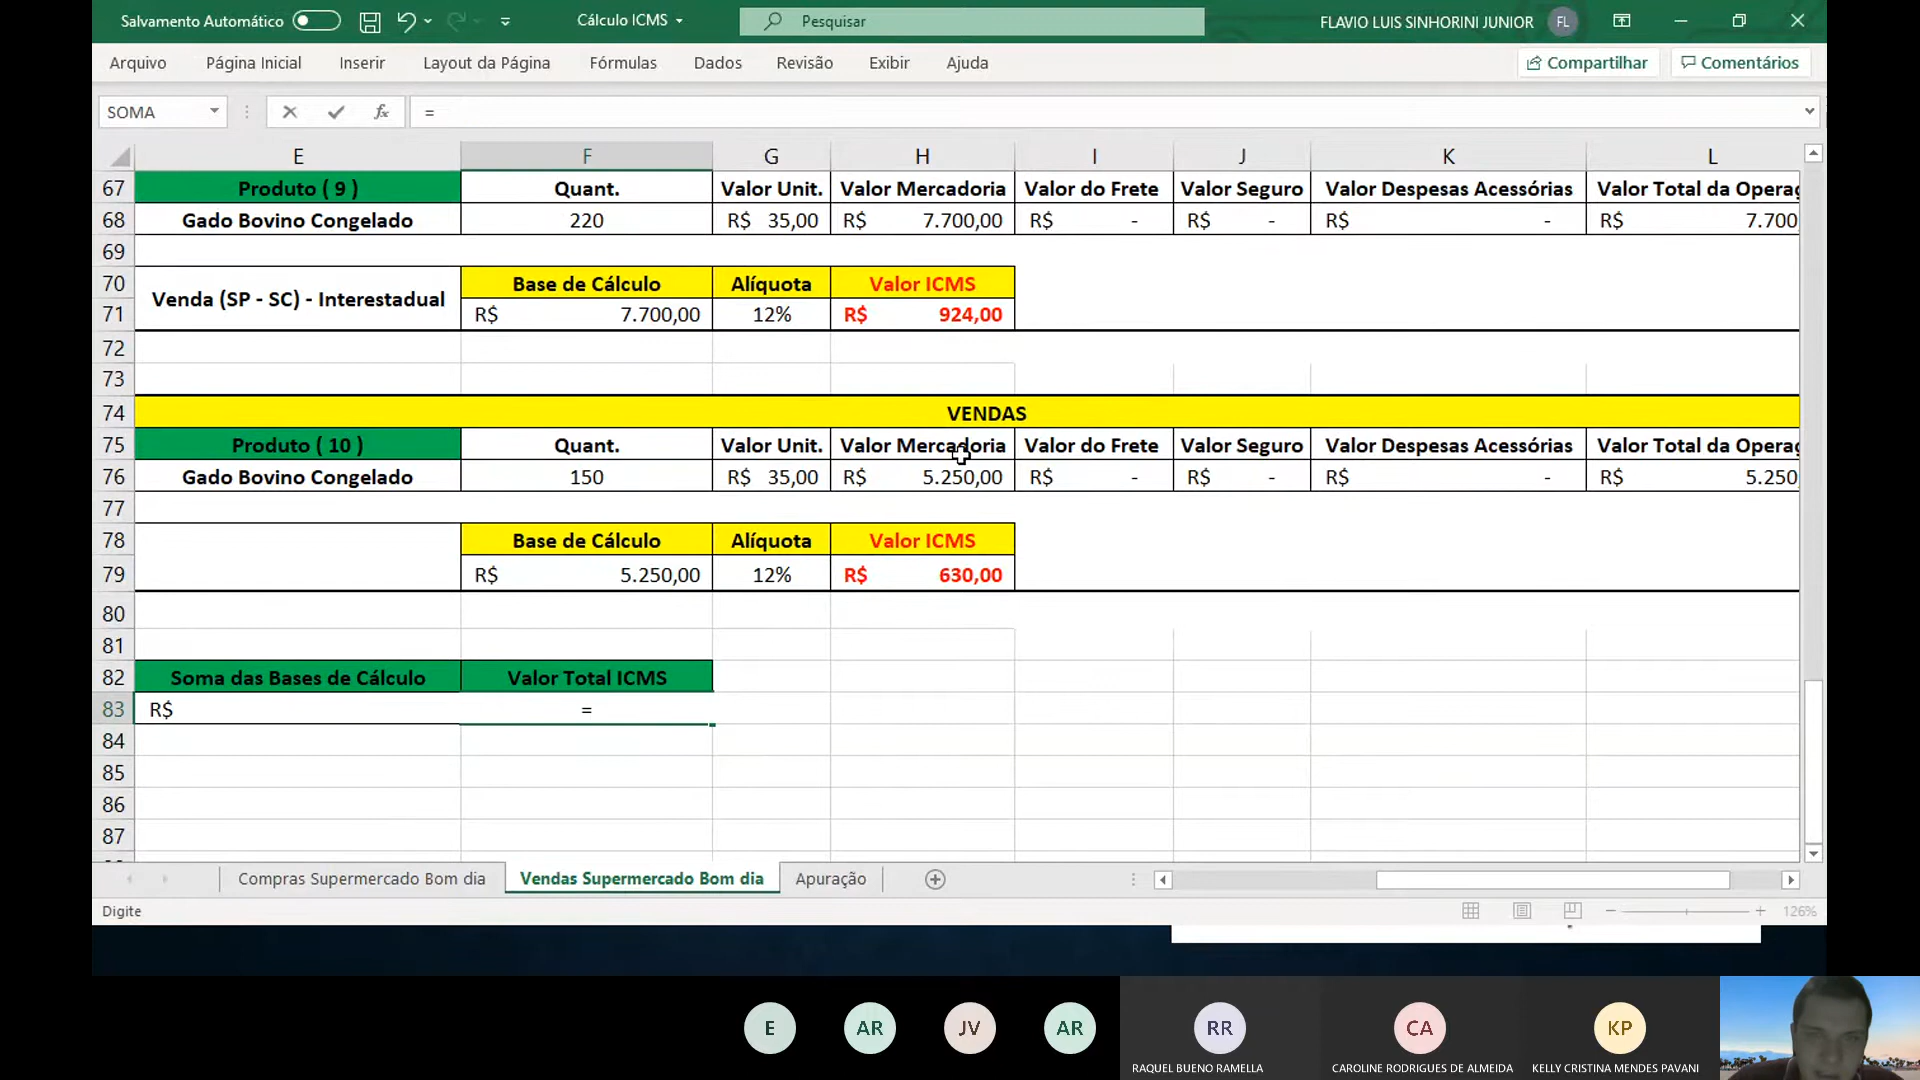 Salvamento Automático
Cálculo ICMS
Pesquisar
FLAVIO LUIS SINHORINI JUNIOR FL
Arquivo Página Inicial Inserir Layout da Página Fórmulas Dados Revisão Exibir Ajuda Compartilhar Comentários
SOMA fx =
E F G H I J K L
67 Produto ( 9 ) Quant. Valor Unit. Valor Mercadoria Valor do Frete Valor Seguro Valor Despesas Acessórias Valor Total da Operaç
68 Gado Bovino Congelado 220 R$ 35,00 R$ 7.700,00 R$ - R$ - R$ - R$ 7.700
69
70 Base de Cálculo Alíquota Valor ICMS
Venda (SP - SC) - Interestadual
71 R$ 7.700,00 12% R$ 924,00
72
73
74 VENDAS
75 Produto ( 10 ) Quant. Valor Unit. Valor Mercadoria Valor do Frete Valor Seguro Valor Despesas Acessórias Valor Total da Operaç
76 Gado Bovino Congelado 150 R$ 35,00 R$ 5.250,00 R$ - R$ - R$ - R$ 5.250
77
78 Base de Cálculo Alíquota Valor ICMS
79 R$ 5.250,00 12% R$ 630,00
80
81
82 Soma das Bases de Cálculo Valor Total ICMS
83 R$ =
84
85
86
87
Compras Supermercado Bom dia Vendas Supermercado Bom dia Apuração
Digite 126%
E AR JV AR RR CA KP
RAQUEL BUENO RAMELLA CAROLINE RODRIGUES DE ALMEIDA KELLY CRISTINA MENDES PAVANI